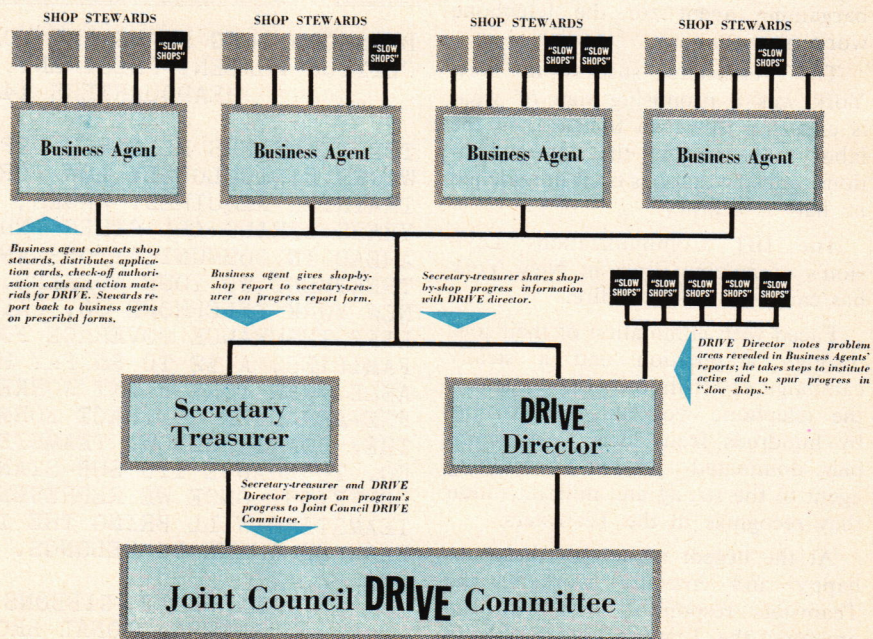 SHOP STEWARDS
SHOP STEWARDS
SHOP STEWARDS
SHOP STEWARDS
"SLOW
SHOPS"
"SLOW
SHOPS"
"SLOW
SHOPS"
"SLOW
SHOPS"
"SLOW
SHOPS"
Business Agent
Business Agent
Business Agent
Business Agent
Business agent contacts shop
stewards, distributes applica-
tion cards, check-off authori-
zation cards and action mate-
rials for DRIVE. Stewards re-
port back to business agents
on prescribed forms.
Business agent gives shop-by-
shop report to secretary-treas-
urer on progress report form.
Secretary-treasurer shares shop-
by-shop progress information
with DRIVE director.
"SLOW
SHOPS"
"SLOW
SHOPS"
"SLOW
SHOPS"
"SLOW
SHOPS"
"SLOW
SHOPS"
DRIVE Director notes problem
areas revealed in Business Agents'
reports; he takes steps to institute
active aid to spur progress in
"slow shops."
Secretary
Treasurer
DRIVE
Director
Secretary-treasurer and DRIVE
Director report on program's
progress to Joint Council DRIVE
Committee.
Joint Council DRIVE Committee